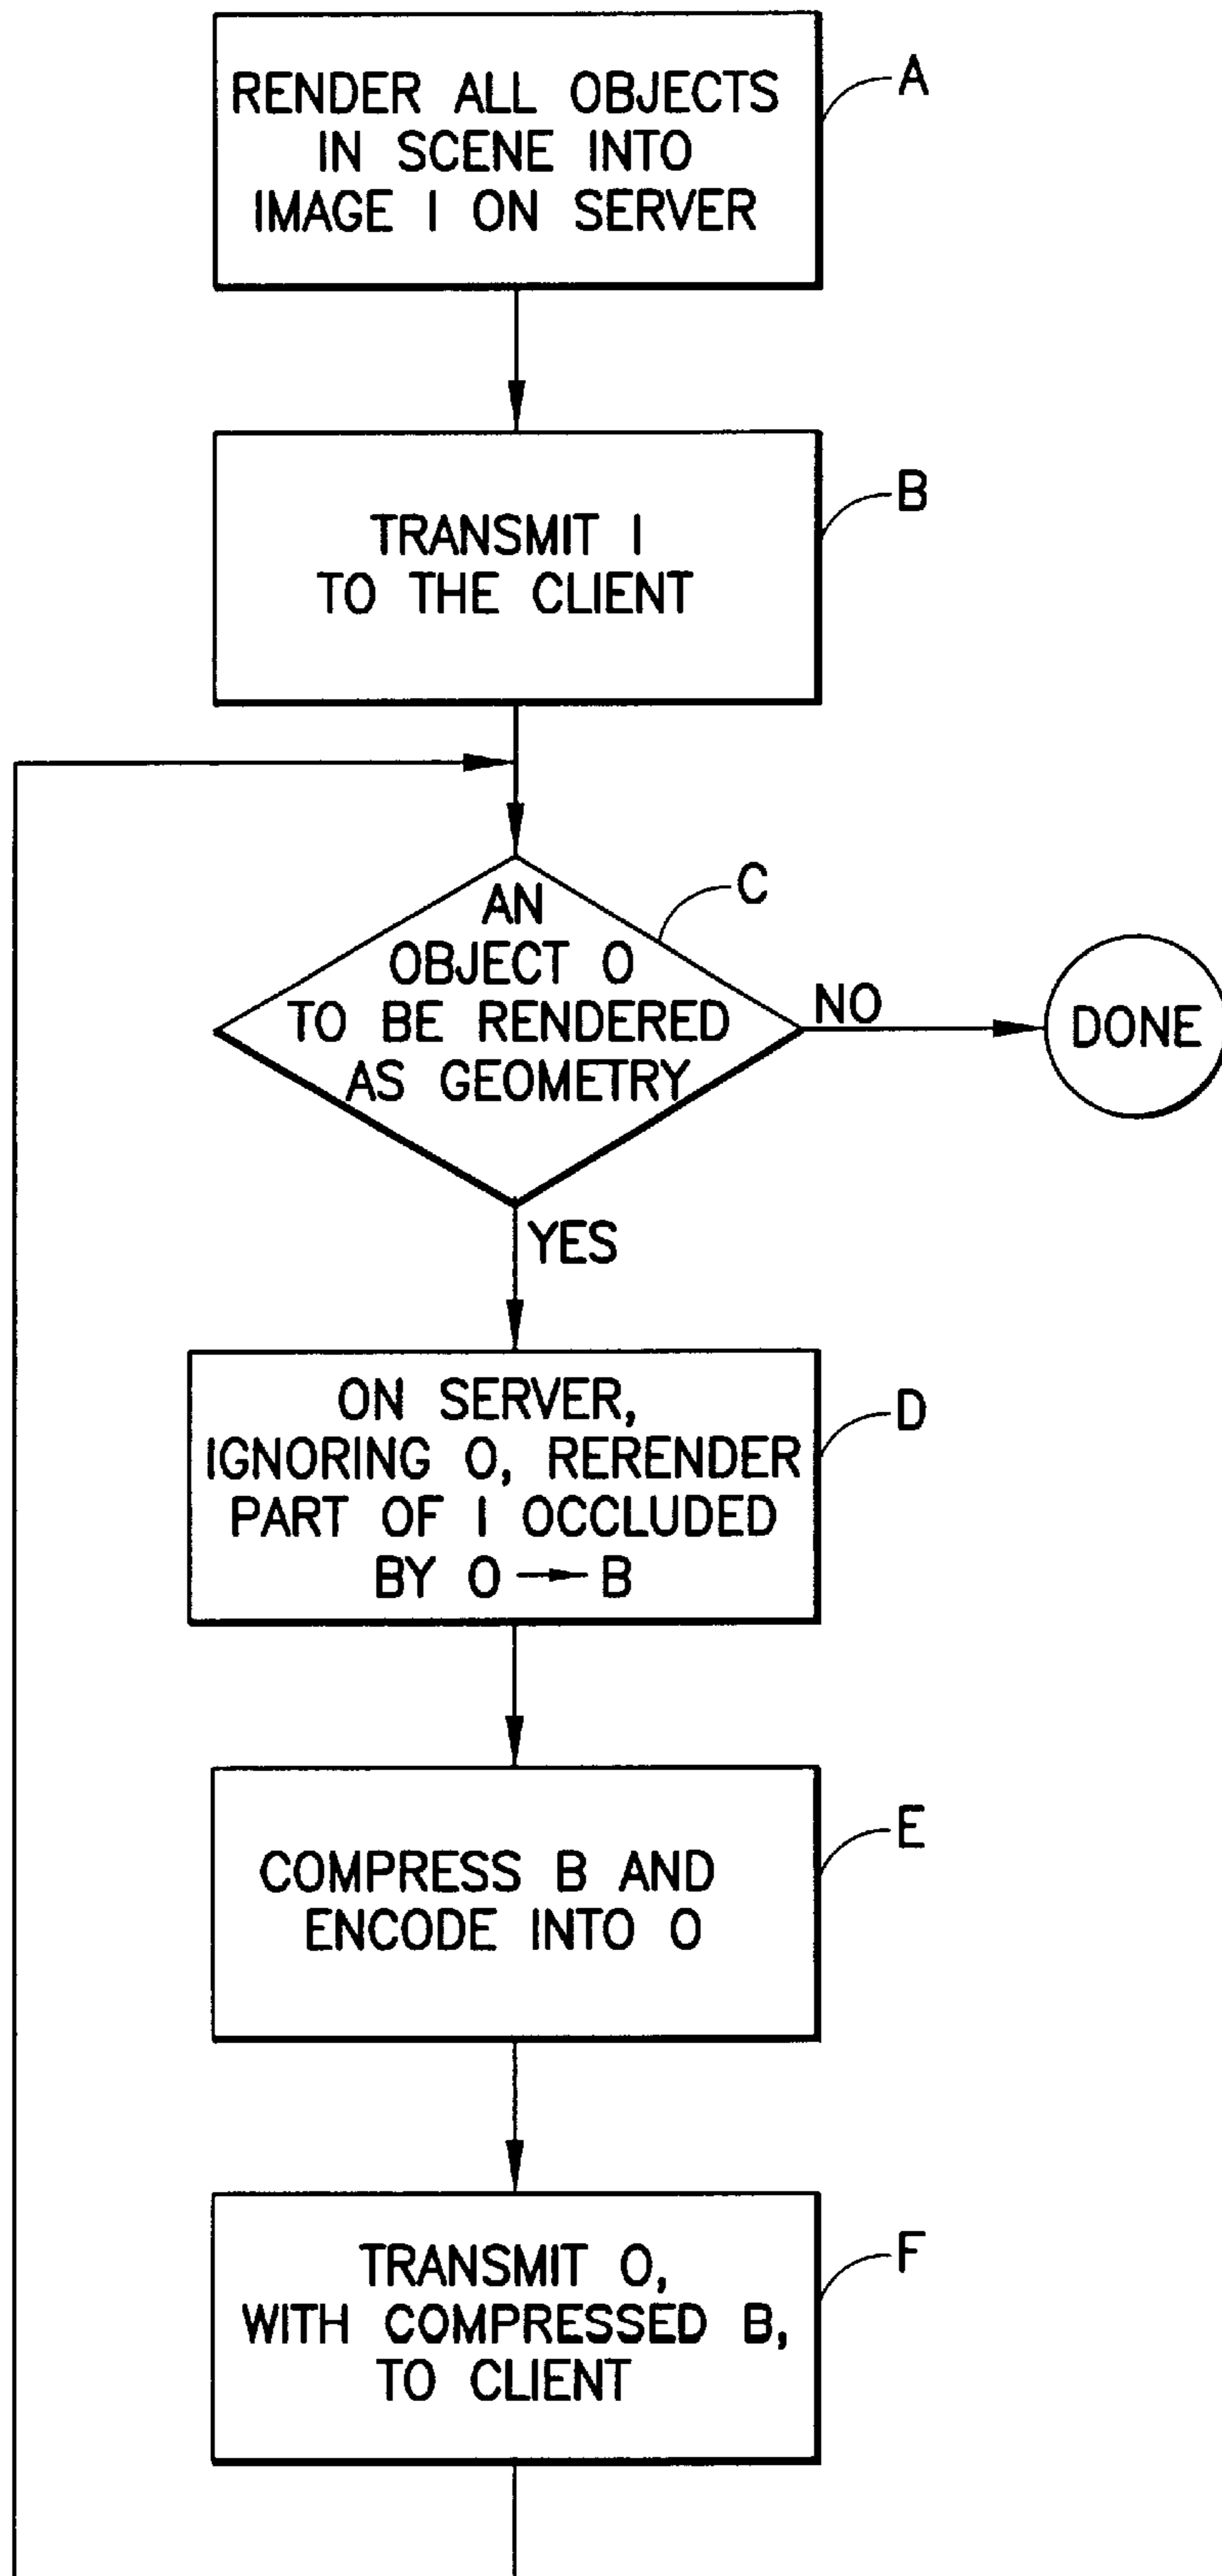 RENDER ALL OBJECTS
IN SCENE INTO
IMAGE I ON SERVER
A
TRANSMIT I
TO THE CLIENT
B
AN
OBJECT O
TO BE RENDERED
AS GEOMETRY
C
NO
DONE
YES
ON SERVER,
IGNORING O, RERENDER
PART OF I OCCLUDED
BY O → B
D
COMPRESS B AND
ENCODE INTO O
E
TRANSMIT O,
WITH COMPRESSED B,
TO CLIENT
F